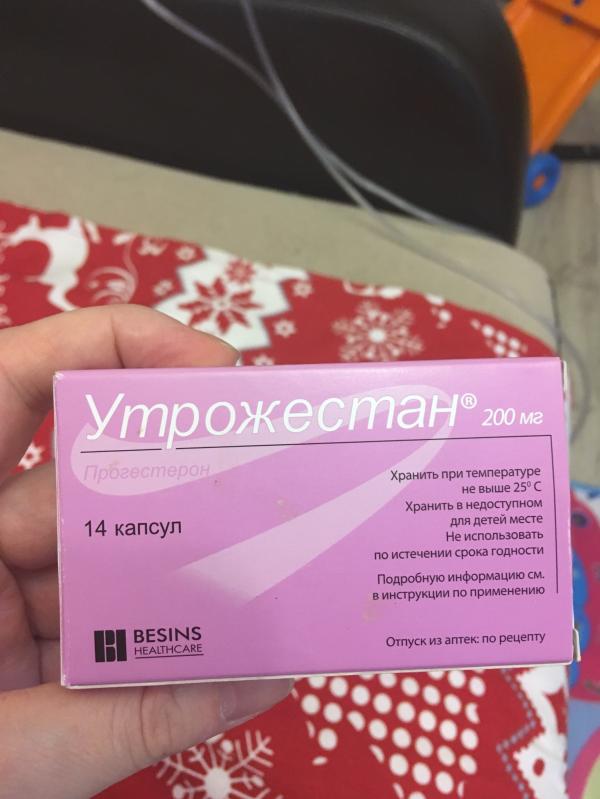 Утрожестан® 200 мг
Прогестерон
14 капсул
Хранить при температуре
не выше 25⁰ С
Хранить в недоступном
для детей месте
Не использовать
по истечении срока годности
Подробную информацию см.
в инструкции по применению
BESINS
HEALTHCARE
Отпуск из аптек: по рецепту